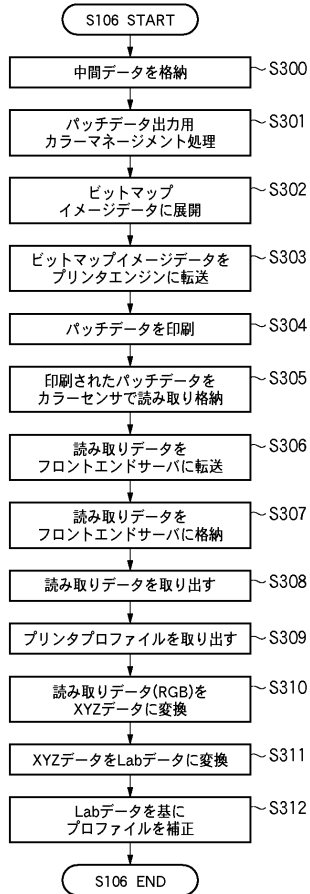 S106 START
中間データを格納
S300
パッチデータ出力用
カラーマネージメント処理
S301
ビットマップ
イメージデータに展開
S302
ビットマップイメージデータを
プリンタエンジンに転送
S303
パッチデータを印刷
S304
印刷されたパッチデータを
カラーセンサで読み取り格納
S305
読み取りデータを
フロントエンドサーバに転送
S306
読み取りデータを
フロントエンドサーバに格納
S307
読み取りデータを取り出す
S308
プリンタプロファイルを取り出す
S309
読み取りデータ(RGB)を
XYZデータに変換
S310
XYZデータをLabデータに変換
S311
Labデータを基に
プロファイルを補正
S312
S106 END